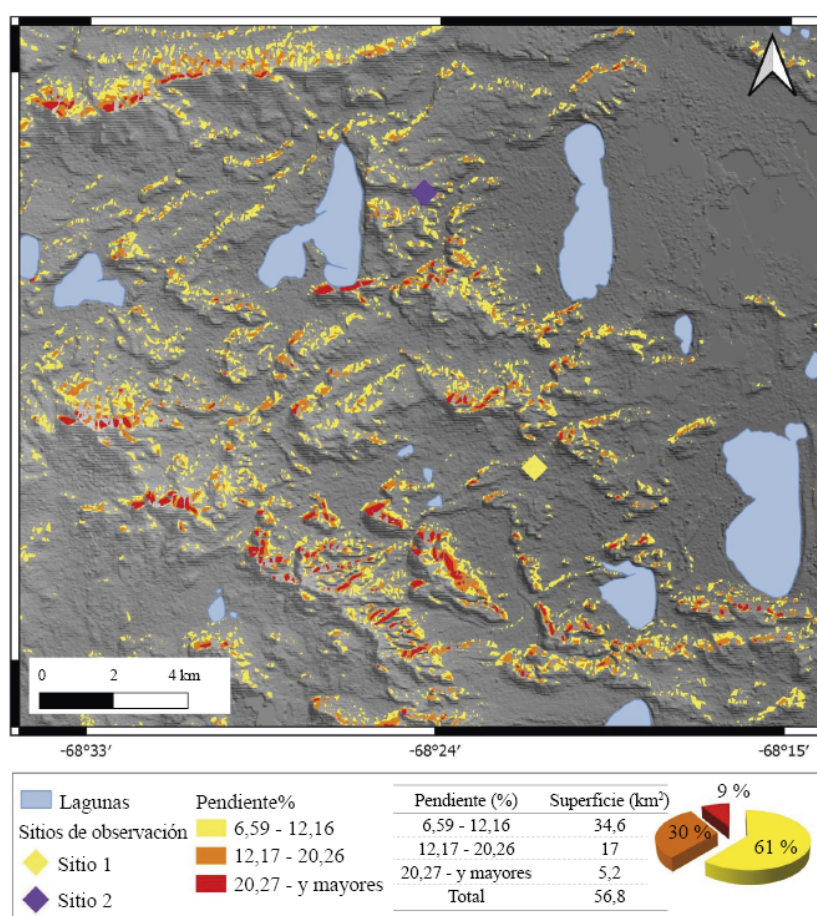 0 2 4 km
-68°33′ -68°24′ -68°15′
Lagunas
Sitios de observación
Sitio 1
Sitio 2
Pendiente%
6,59 - 12,16
12,17 - 20,26
20,27 - y mayores
Pendiente (%) Superfície (km²)
6,59 - 12,16 34,6
12,17 - 20,26 17
20,27 - y mayores 5,2
Total 56,8
9 %
30 %
61 %